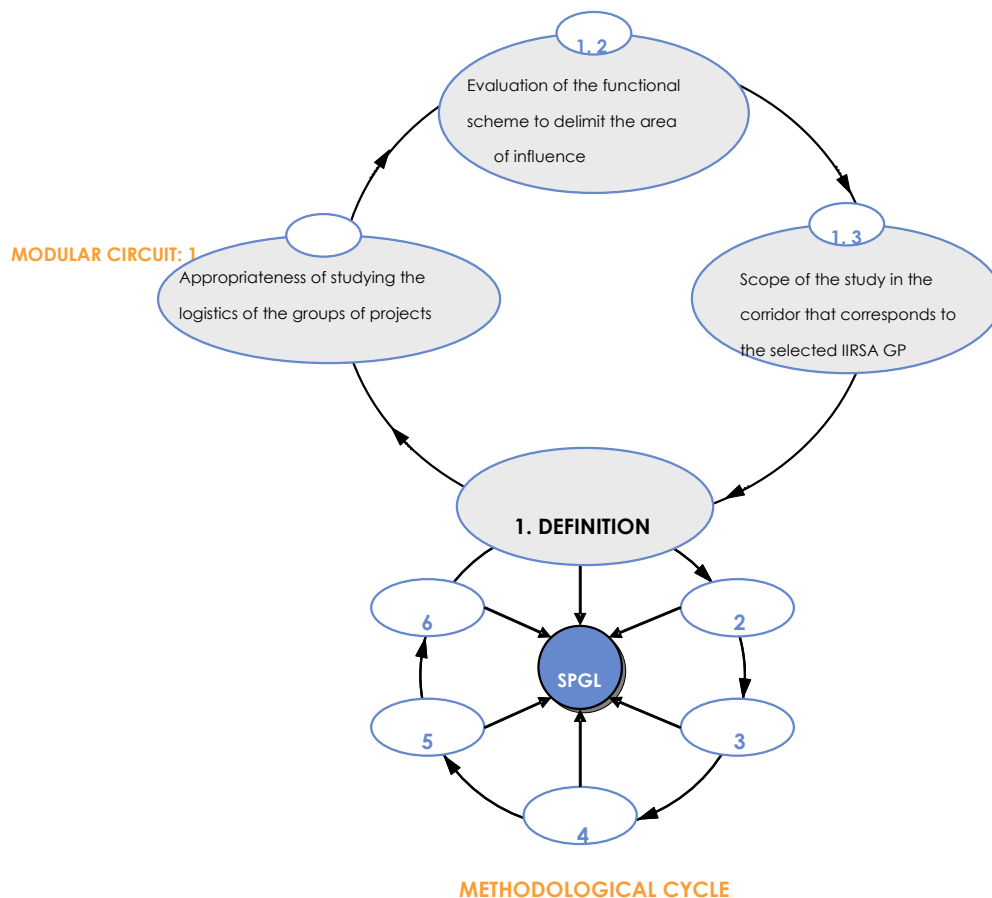 1. 2
Evaluation of the functional
scheme to delimit the area
of influence
1. 3
MODULAR CIRCUIT: 1
Appropriateness of studying the
logistics of the groups of projects
Scope of the study in the
corridor that corresponds to
the selected IIRSA GP
1. DEFINITION
6
2
SPGL
5
3
4
METHODOLOGICAL CYCLE